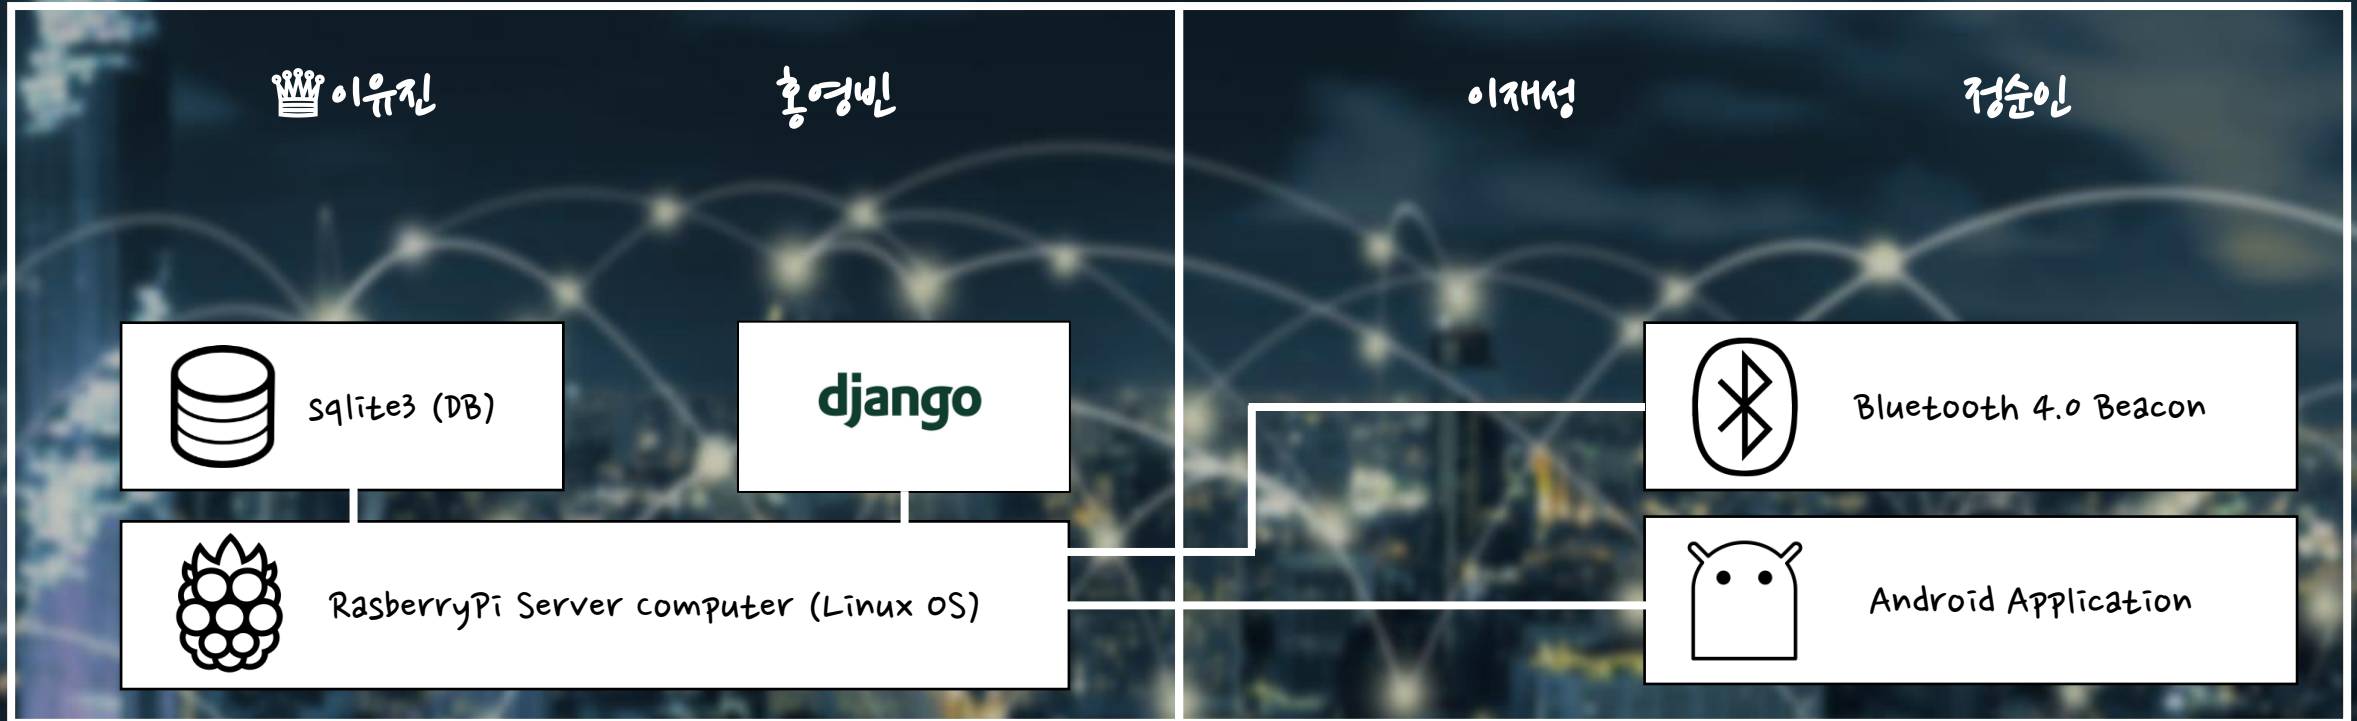 이유진
홍영빈
이재성
정순인
sqlite3 (DB)
django
Bluetooth 4.0 Beacon
RasberryPi Server computer (Linux OS)
Android Application